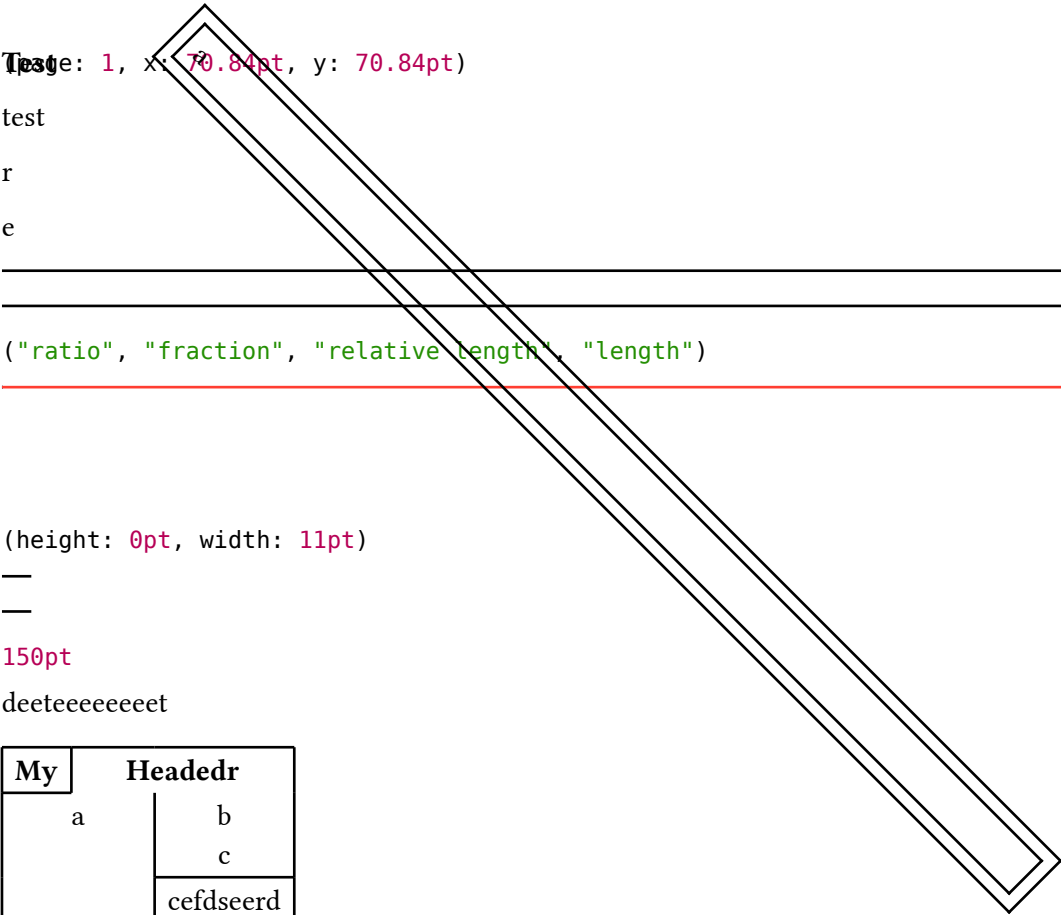 Test(page: 1, x: 70.84pt, y: 70.84pt)
a
test
r
e
("ratio", "fraction", "relative length", "length")
(height: 0pt, width: 11pt)
150pt
deeteeeeeeeet
My Headedr
a b
c
cefdseerd